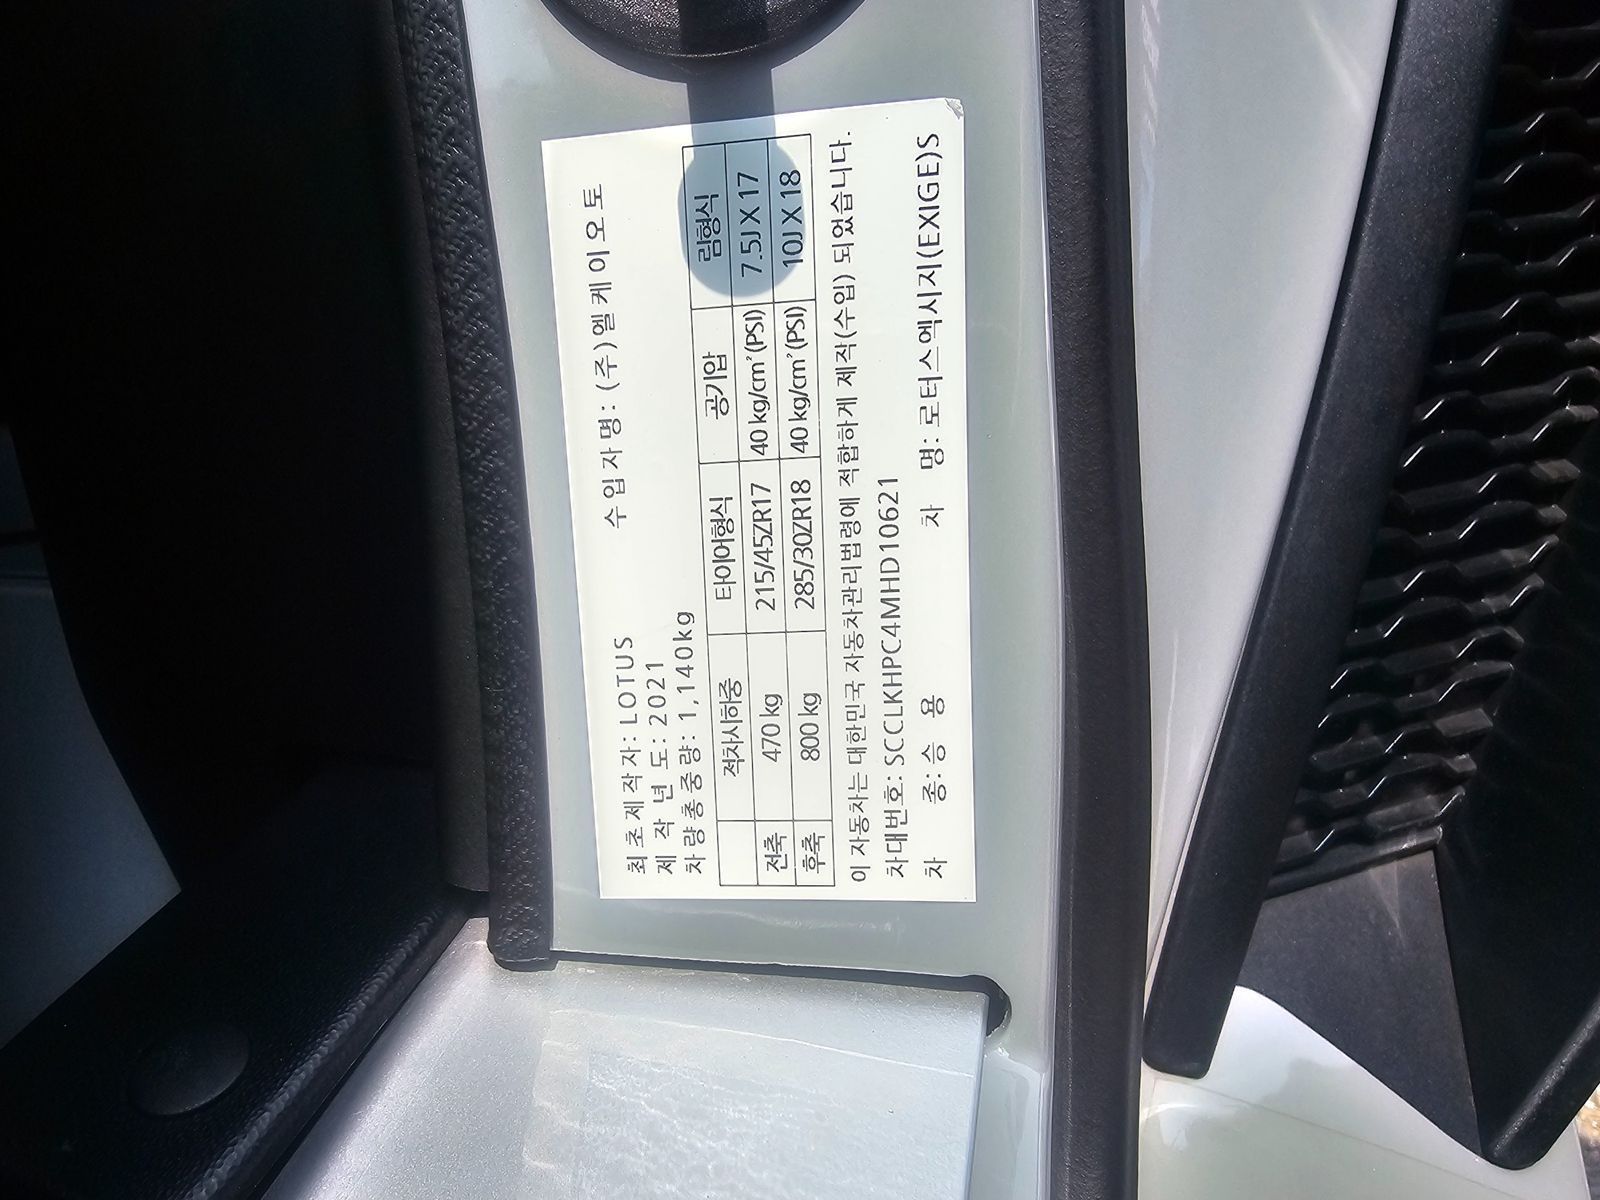 최초제작자: LOTUS 수입자명: (주)엘케이오토
제작년도: 2021
차량총중량: 1,140kg
적차시하중 타이어형식 공기압 림형식
전축 470 kg 215/45ZR17 40 kg/cm²(PSI) 7.5J X 17
후축 800 kg 285/30ZR18 40 kg/cm²(PSI) 10J X 18
이 자동차는 대한민국 자동차관리법령에 적합하게 제작(수입) 되었습니다.
차대번호: SCCLKHPC4MHD10621
차 종: 승 용 차 명: 로터스엑시지(EXIGE)S